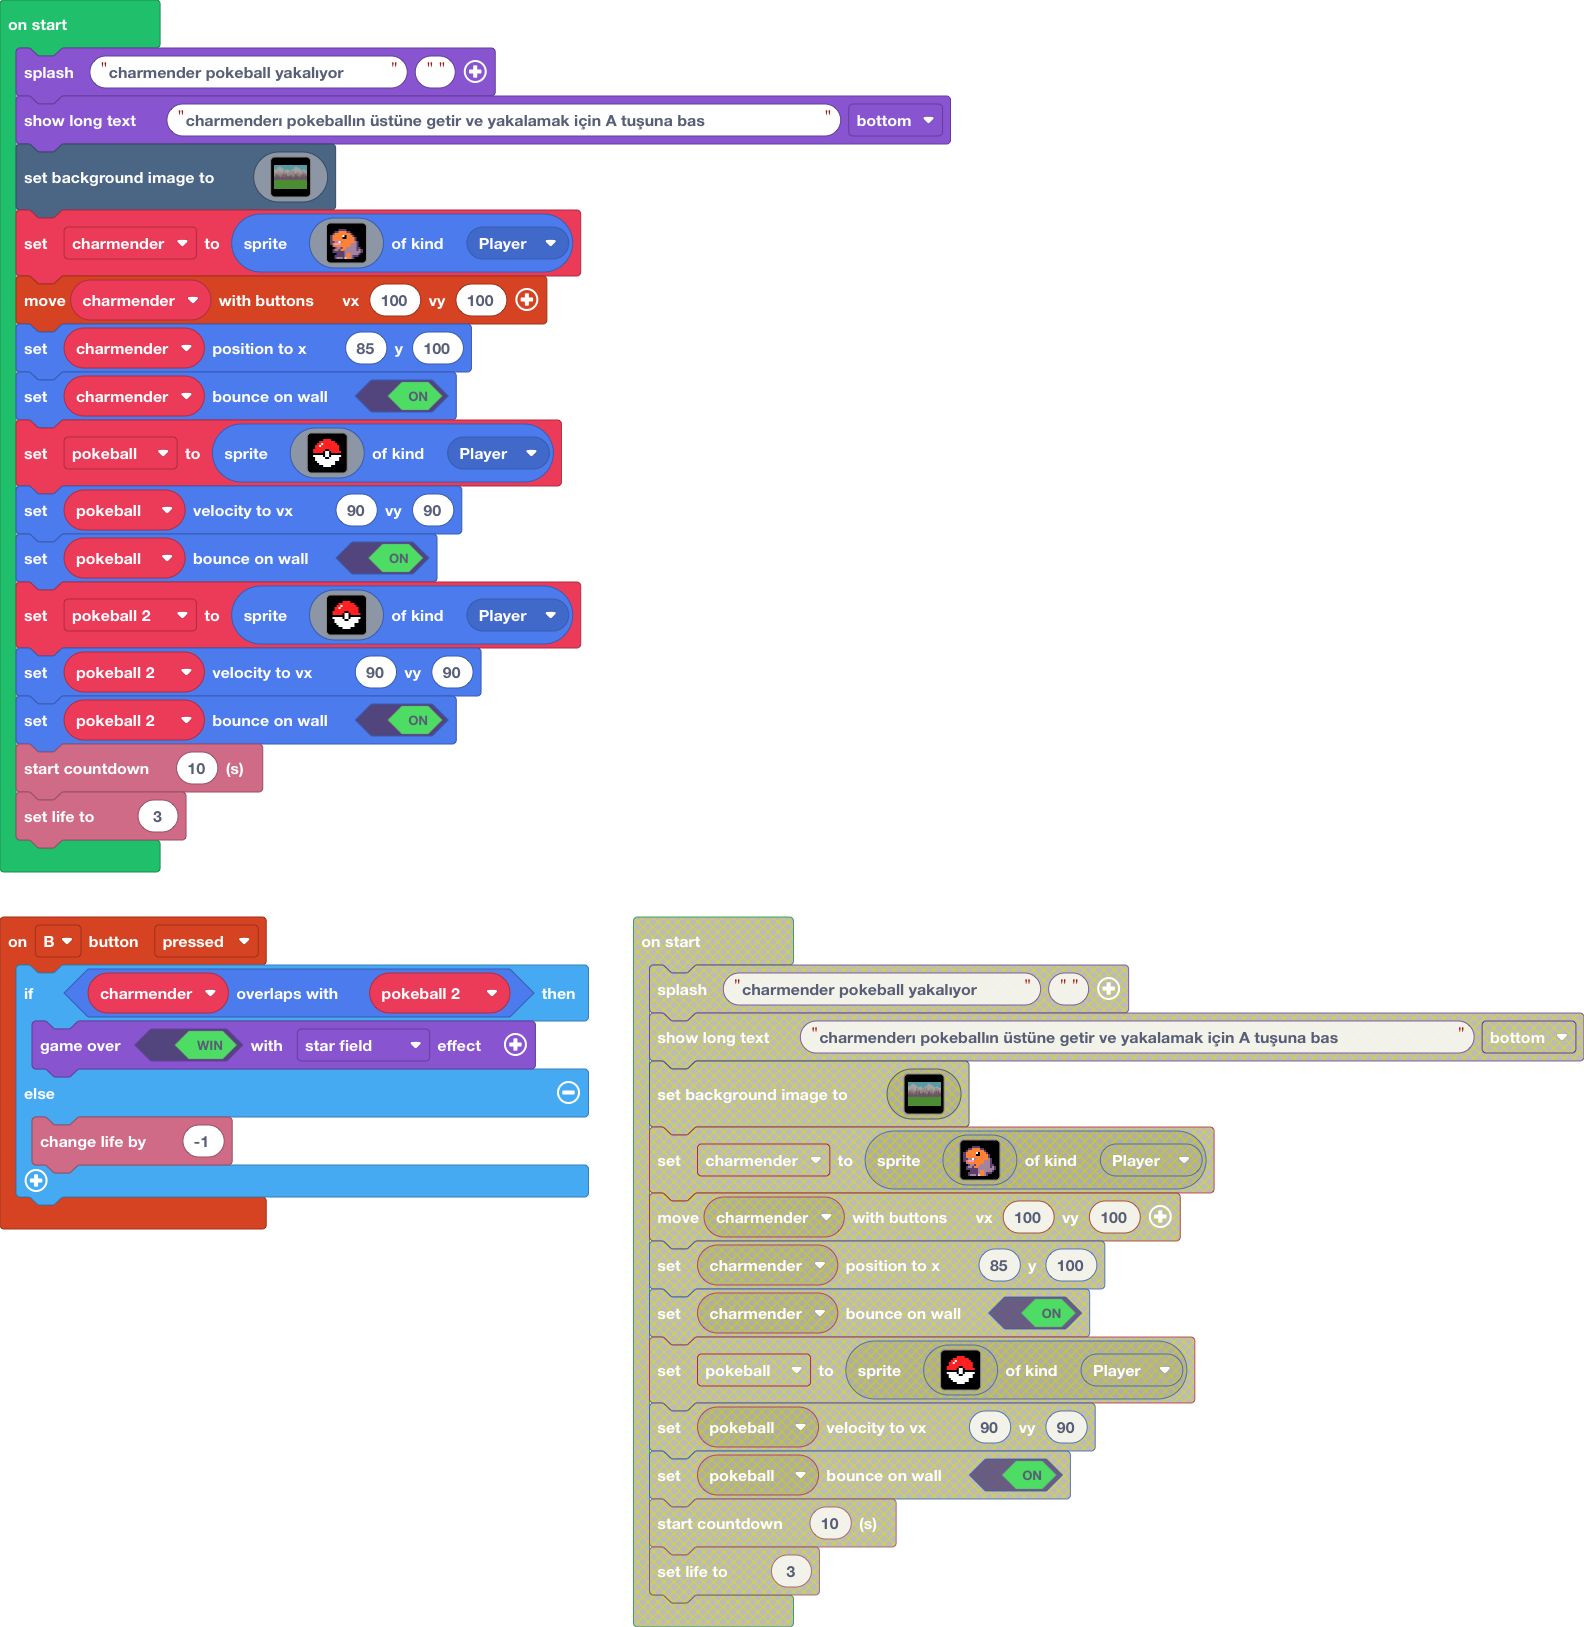 on start
splash "charmender pokeball yakalıyor" " "
show long text "charmenderı pokeballın üstüne getir ve yakalamak için A tuşuna bas" bottom
set background image to
set charmender to sprite of kind Player
move charmender with buttons vx 100 vy 100
set charmender position to x 85 y 100
set charmender bounce on wall ON
set pokeball to sprite of kind Player
set pokeball velocity to vx 90 vy 90
set pokeball bounce on wall ON
set pokeball 2 to sprite of kind Player
set pokeball 2 velocity to vx 90 vy 90
set pokeball 2 bounce on wall ON
start countdown 10 (s)
set life to 3
on B button pressed
if charmender overlaps with pokeball 2 then
game over WIN with star field effect
else
change life by -1
on start
splash "charmender pokeball yakalıyor" " "
show long text "charmenderı pokeballın üstüne getir ve yakalamak için A tuşuna bas" bottom
set background image to
set charmender to sprite of kind Player
move charmender with buttons vx 100 vy 100
set charmender position to x 85 y 100
set charmender bounce on wall ON
set pokeball to sprite of kind Player
set pokeball velocity to vx 90 vy 90
set pokeball bounce on wall ON
start countdown 10 (s)
set life to 3